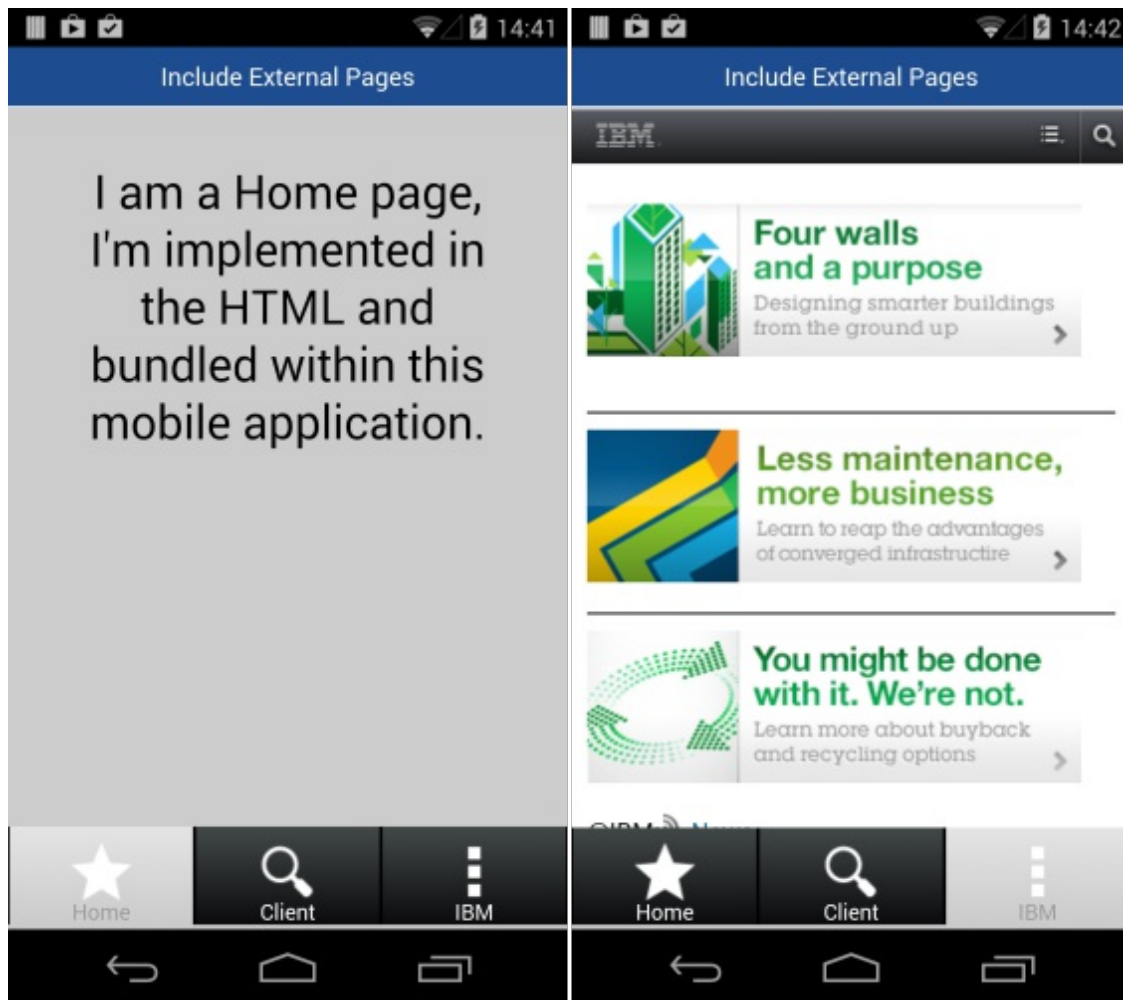 14:41
Include External Pages
I am a Home page,
I'm implemented in
the HTML and
bundled within this
mobile application.
Home
Client
IBM
14:42
Include External Pages
IBM
Four walls
and a purpose
Designing smarter buildings
from the ground up
Less maintenance,
more business
Learn to reap the advantages
of converged infrastructire
You might be done
with it. We're not.
Learn more about buyback
and recycling options
Home
Client
IBM